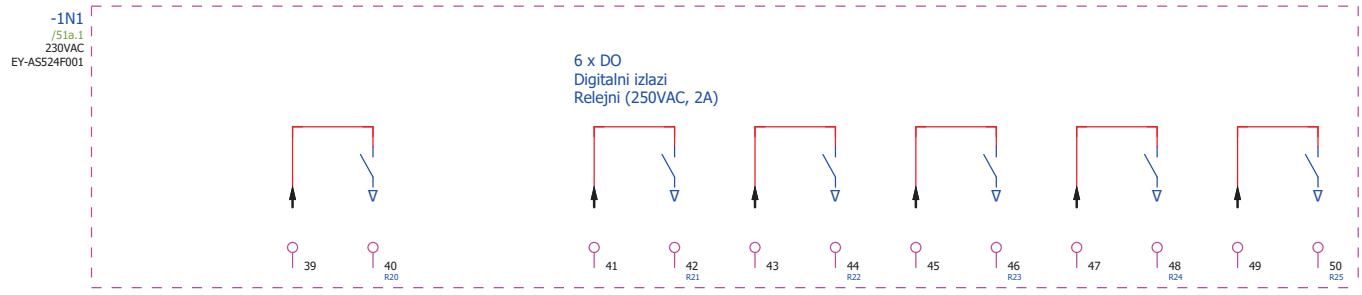 -1N1
/51a.1
230VAC
EY-AS524F001
6 x DO
Digitalni izlazi
Relejni (250VAC, 2A)
39 40 41 42 43 44 45 46 47 48 49 50
R20 R21 R22 R23 R24 R25